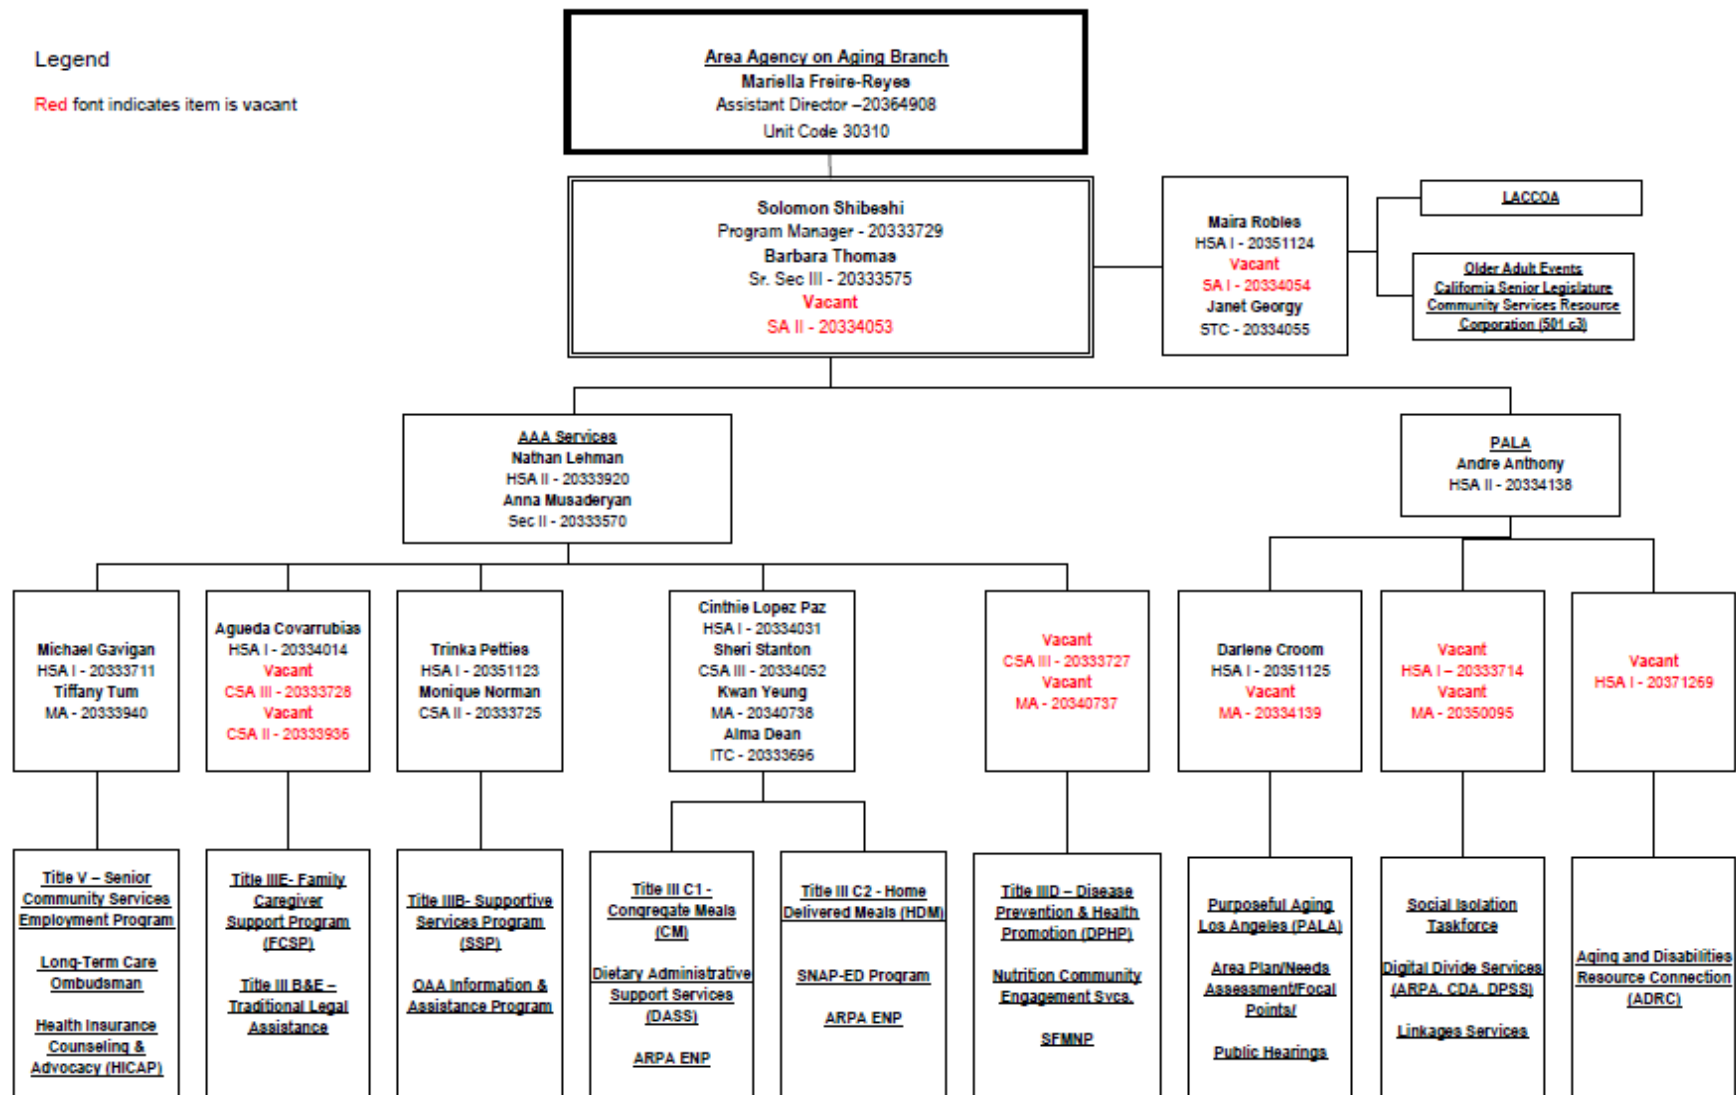 Legend
Red font indicates item is vacant
Area Agency on Aging Branch
Mariella Freire-Reyes
Assistant Director –20364908
Unit Code 30310
Solomon Shibeshi
Program Manager - 20333729
Barbara Thomas
Sr. Sec III - 20333575
Vacant
SA II - 20334053
Maira Robles
HSA I - 20351124
Vacant
SA I - 20334054
Janet Georgy
STC - 20334055
LACCOA
Older Adult Events
California Senior Legislature
Community Services Resource
Corporation (501 c3)
AAA Services
Nathan Lehman
HSA II - 20333920
Anna Musaderyan
Sec II - 20333570
PALA
Andre Anthony
HSA II - 20334138
Michael Gavigan
HSA I - 20333711
Tiffany Tum
MA - 20333940
Agueda Covarrubias
HSA I - 20334014
Vacant
CSA III - 20333728
Vacant
CSA II - 20333936
Trinka Petties
HSA I - 20351123
Monique Norman
CSA II - 20333725
Cinthie Lopez Paz
HSA I - 20334031
Sheri Stanton
CSA III - 20334052
Kwan Yeung
MA - 20340738
Alma Dean
ITC - 20333696
Vacant
CSA III - 20333727
Vacant
MA - 20340737
Darlene Croom
HSA I - 20351125
Vacant
MA - 20334139
Vacant
HSA I – 20333714
Vacant
MA - 20350095
Vacant
HSA I - 20371269
Title V – Senior
Community Services
Employment Program
Long-Term Care
Ombudsman
Health Insurance
Counseling &
Advocacy (HICAP)
Title IIIE- Family
Caregiver
Support Program
(FCSP)
Title III B&E –
Traditional Legal
Assistance
Title IIIB- Supportive
Services Program
(SSP)
OAA Information &
Assistance Program
Title III C1 -
Congregate Meals
(CM)
Dietary Administrative
Support Services
(DASS)
ARPA ENP
Title III C2 - Home
Delivered Meals (HDM)
SNAP-ED Program
ARPA ENP
Title IIID – Disease
Prevention & Health
Promotion (DPHP)
Nutrition Community
Engagement Svcs.
SFMNP
Purposeful Aging
Los Angeles (PALA)
Area Plan/Needs
Assessment/Focal
Points/
Public Hearings
Social Isolation
Taskforce
Digital Divide Services
(ARPA, CDA, DPSS)
Linkages Services
Aging and Disabilities
Resource Connection
(ADRC)